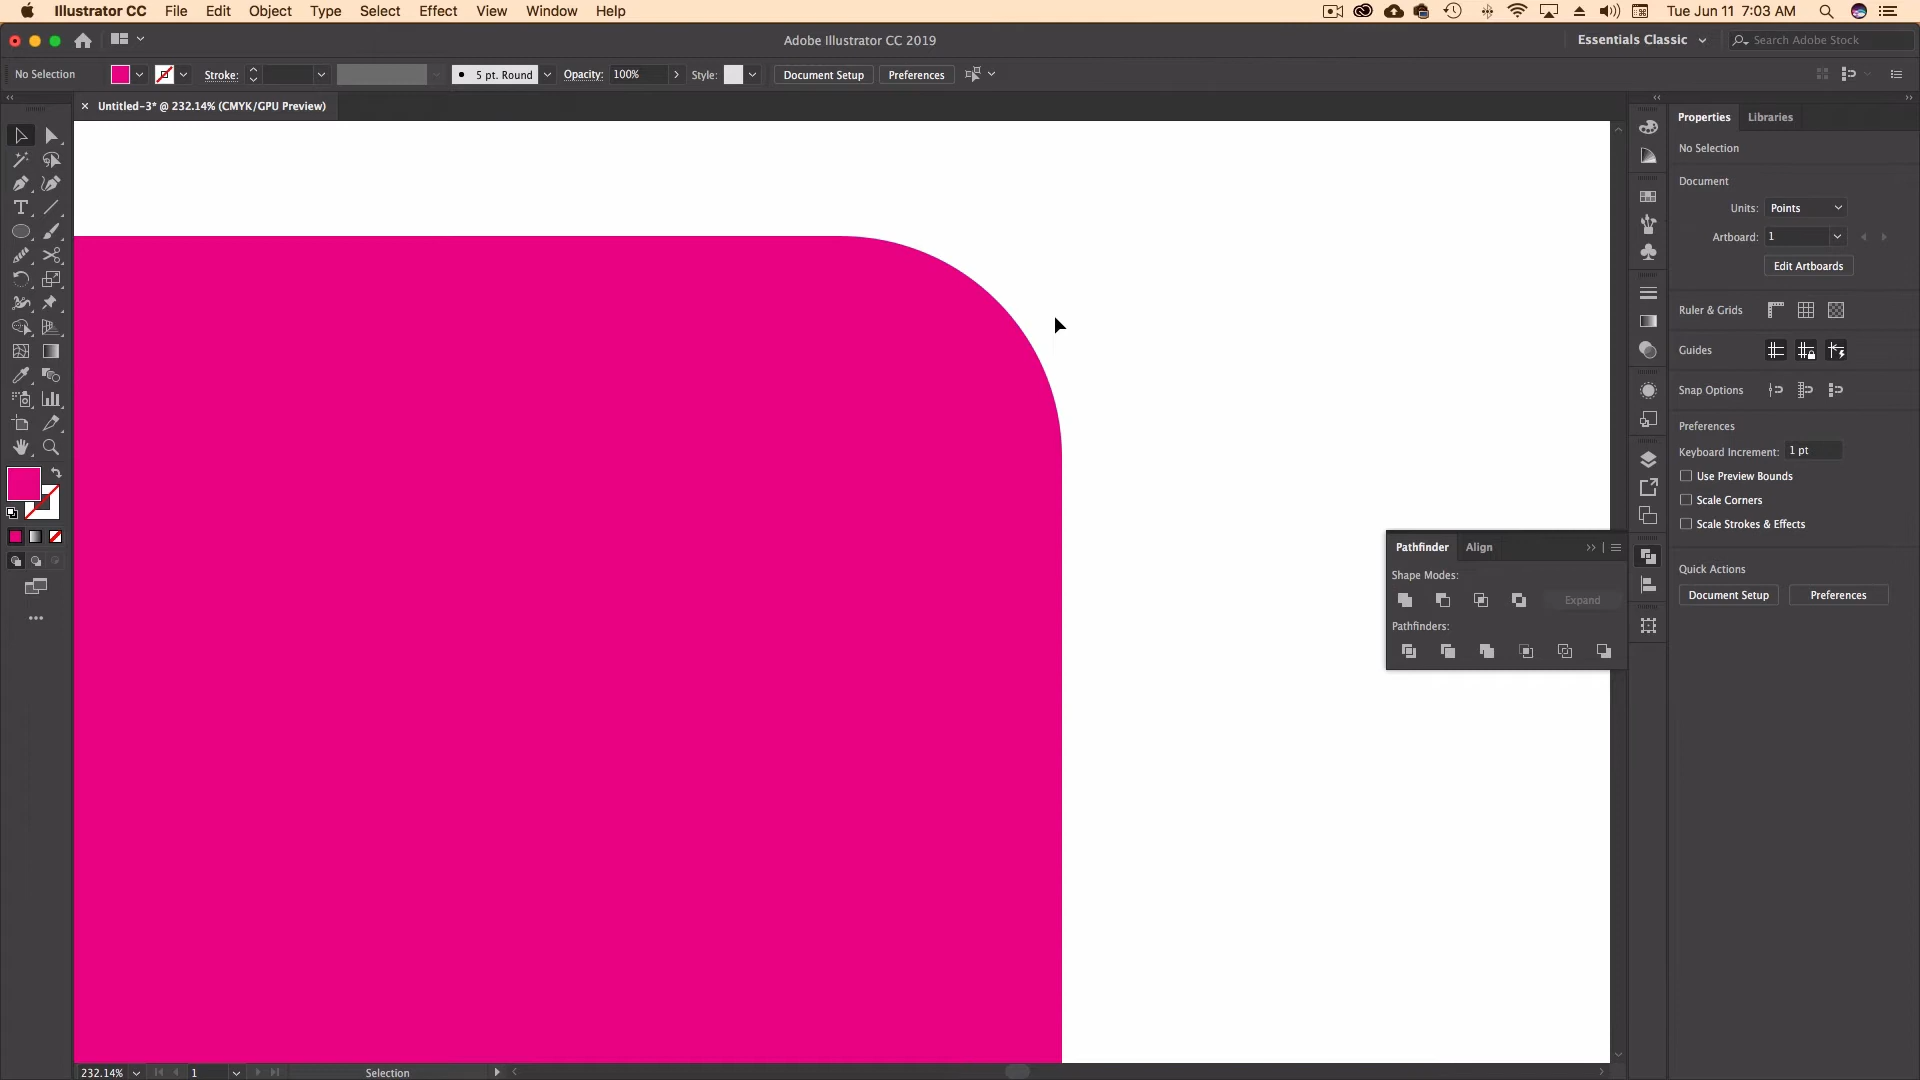 Illustrator CC File Edit Object Type Select Effect View Window Help Tue Jun 11 7:03 AM
Adobe Illustrator CC 2019 Essentials Classic Search Adobe Stock
No Selection Stroke: 5 pt. Round Opacity: 100% Style: Document Setup Preferences
× Untitled-3* @ 232.14% (CMYK/GPU Preview)
Properties Libraries
No Selection
Document
Units: Points
Artboard: 1
Edit Artboards
Ruler & Grids
Guides
Snap Options
Preferences
Keyboard Increment: 1 pt
Use Preview Bounds
Scale Corners
Scale Strokes & Effects
Quick Actions
Document Setup Preferences
Pathfinder Align
Shape Modes:
Expand
Pathfinders:
232.14% 1 Selection